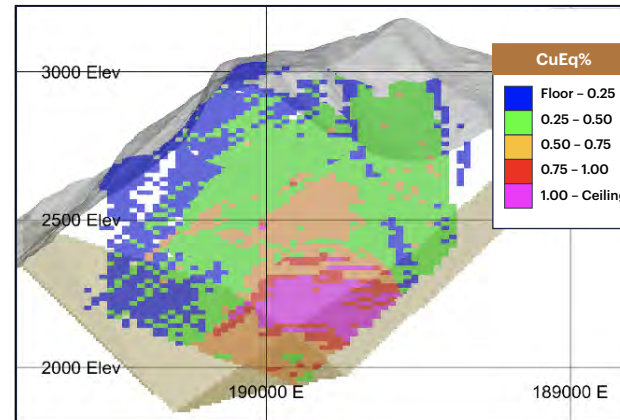 3000 Elev
2500 Elev
2000 Elev
190000 E
189000 E
CuEq%
Floor – 0.25
0.25 – 0.50
0.50 – 0.75
0.75 – 1.00
1.00 – Ceiling